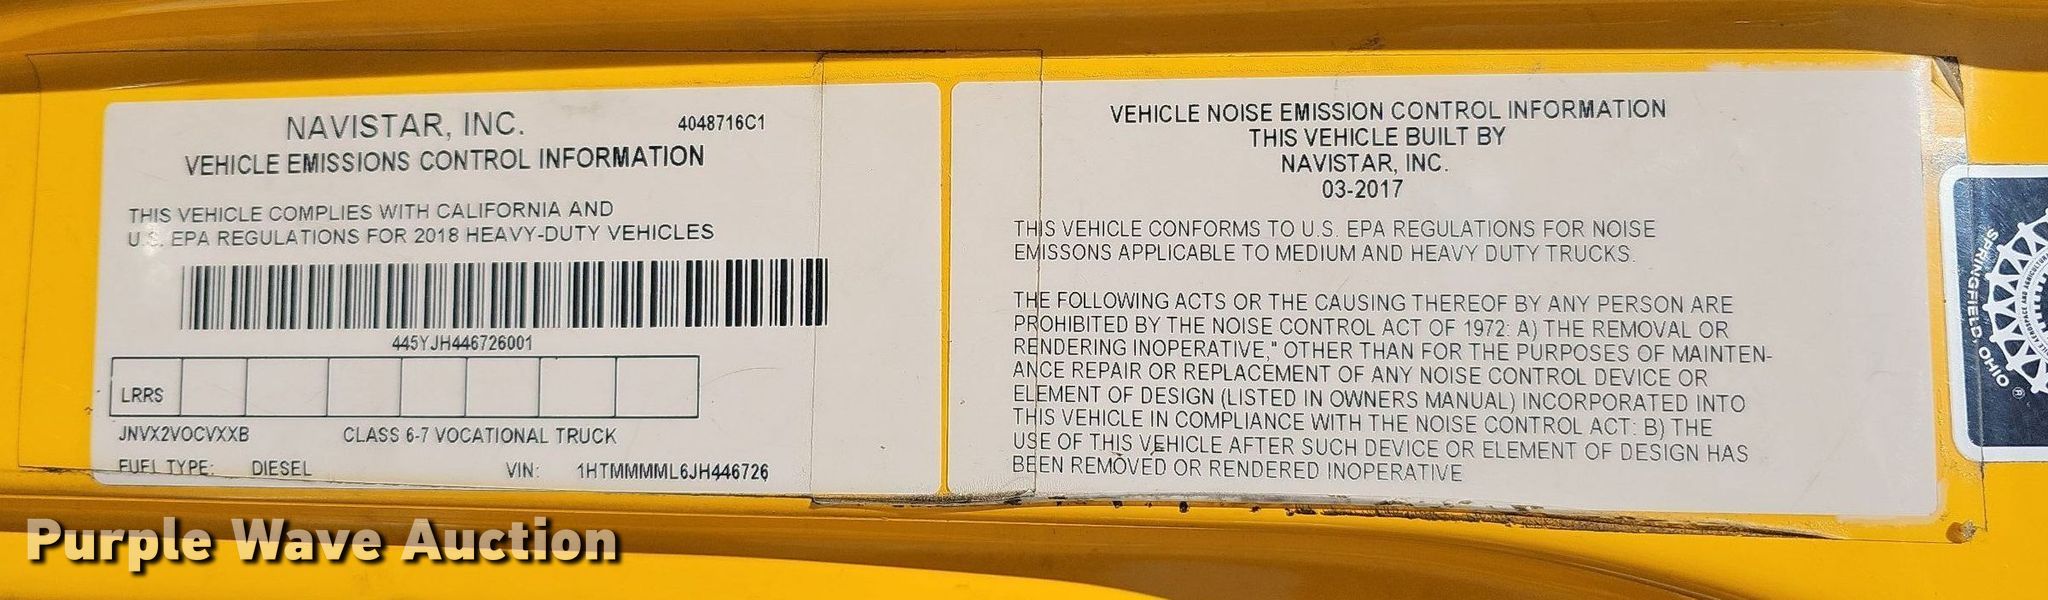 NAVISTAR, INC.
4048716C1
VEHICLE EMISSIONS CONTROL INFORMATION
THIS VEHICLE COMPLIES WITH CALIFORNIA AND
U.S. EPA REGULATIONS FOR 2018 HEAVY-DUTY VEHICLES
445YJH446726001
LRRS
JNVX2VOCVXXB CLASS 6-7 VOCATIONAL TRUCK
FUEL TYPE: DIESEL VIN: 1HTMMMML6JH446726
VEHICLE NOISE EMISSION CONTROL INFORMATION
THIS VEHICLE BUILT BY
NAVISTAR, INC.
03-2017
THIS VEHICLE CONFORMS TO U.S. EPA REGULATIONS FOR NOISE
EMISSONS APPLICABLE TO MEDIUM AND HEAVY DUTY TRUCKS.
THE FOLLOWING ACTS OR THE CAUSING THEREOF BY ANY PERSON ARE
PROHIBITED BY THE NOISE CONTROL ACT OF 1972: A) THE REMOVAL OR
RENDERING INOPERATIVE," OTHER THAN FOR THE PURPOSES OF MAINTEN-
ANCE REPAIR OR REPLACEMENT OF ANY NOISE CONTROL DEVICE OR
ELEMENT OF DESIGN (LISTED IN OWNERS MANUAL) INCORPORATED INTO
THIS VEHICLE IN COMPLIANCE WITH THE NOISE CONTROL ACT: B) THE
USE OF THIS VEHICLE AFTER SUCH DEVICE OR ELEMENT OF DESIGN HAS
BEEN REMOVED OR RENDERED INOPERATIVE
SPRINGFIELD, OHIO
®
AEROSPACE AND AGRICULTURAL
Purple Wave Auction